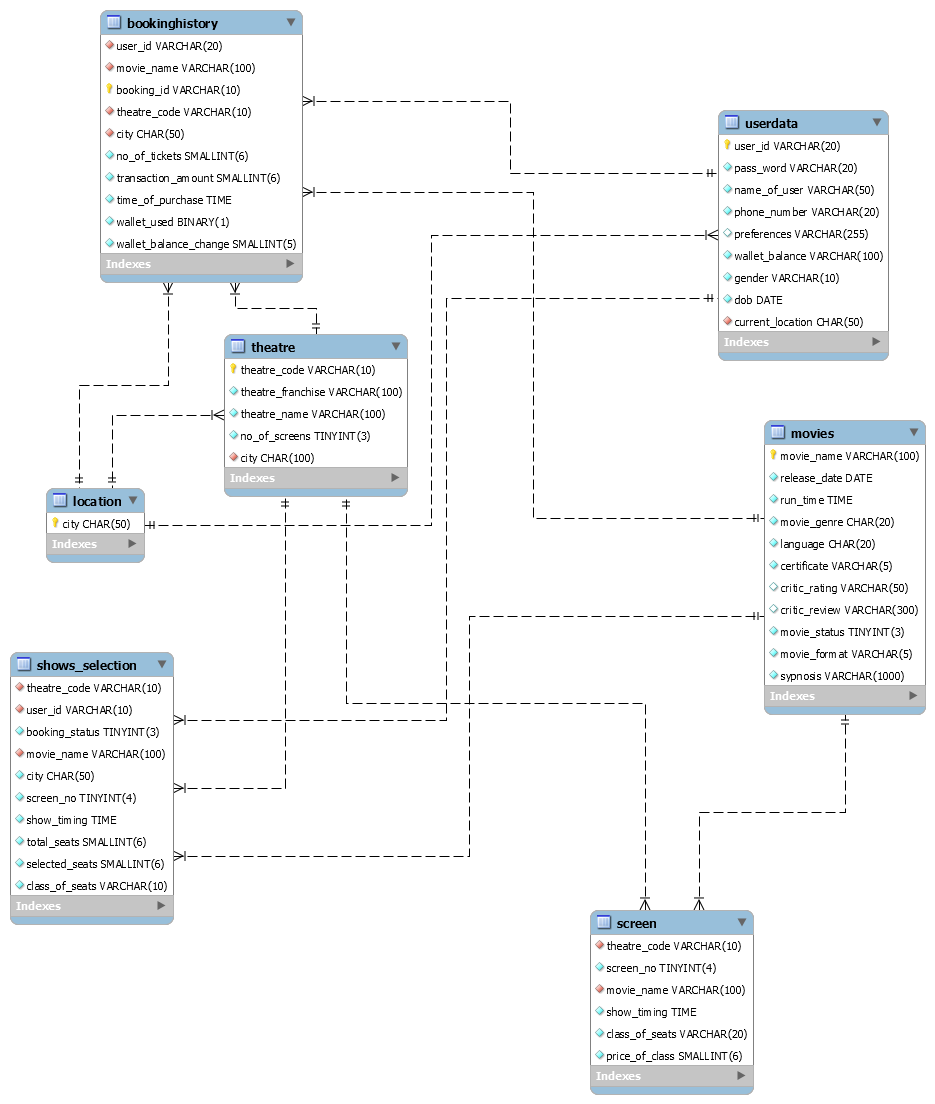 bookinghistory
user_id VARCHAR(20)
movie_name VARCHAR(100)
booking_id VARCHAR(10)
theatre_code VARCHAR(10)
city CHAR(50)
no_of_tickets SMALLINT(6)
transaction_amount SMALLINT(6)
time_of_purchase TIME
wallet_used BINARY(1)
wallet_balance_change SMALLINT(5)
Indexes
userdata
user_id VARCHAR(20)
pass_word VARCHAR(20)
name_of_user VARCHAR(50)
phone_number VARCHAR(20)
preferences VARCHAR(255)
wallet_balance VARCHAR(100)
gender VARCHAR(10)
dob DATE
current_location CHAR(50)
Indexes
theatre
theatre_code VARCHAR(10)
theatre_franchise VARCHAR(100)
theatre_name VARCHAR(100)
no_of_screens TINYINT(3)
city CHAR(100)
Indexes
location
city CHAR(50)
Indexes
movies
movie_name VARCHAR(100)
release_date DATE
run_time TIME
movie_genre CHAR(20)
language CHAR(20)
certificate VARCHAR(5)
critic_rating VARCHAR(50)
critic_review VARCHAR(300)
movie_status TINYINT(3)
movie_format VARCHAR(5)
sypnosis VARCHAR(1000)
Indexes
shows_selection
theatre_code VARCHAR(10)
user_id VARCHAR(10)
booking_status TINYINT(3)
movie_name VARCHAR(100)
city CHAR(50)
screen_no TINYINT(4)
show_timing TIME
total_seats SMALLINT(6)
selected_seats SMALLINT(6)
class_of_seats VARCHAR(10)
Indexes
screen
theatre_code VARCHAR(10)
screen_no TINYINT(4)
movie_name VARCHAR(100)
show_timing TIME
class_of_seats VARCHAR(20)
price_of_class SMALLINT(6)
Indexes